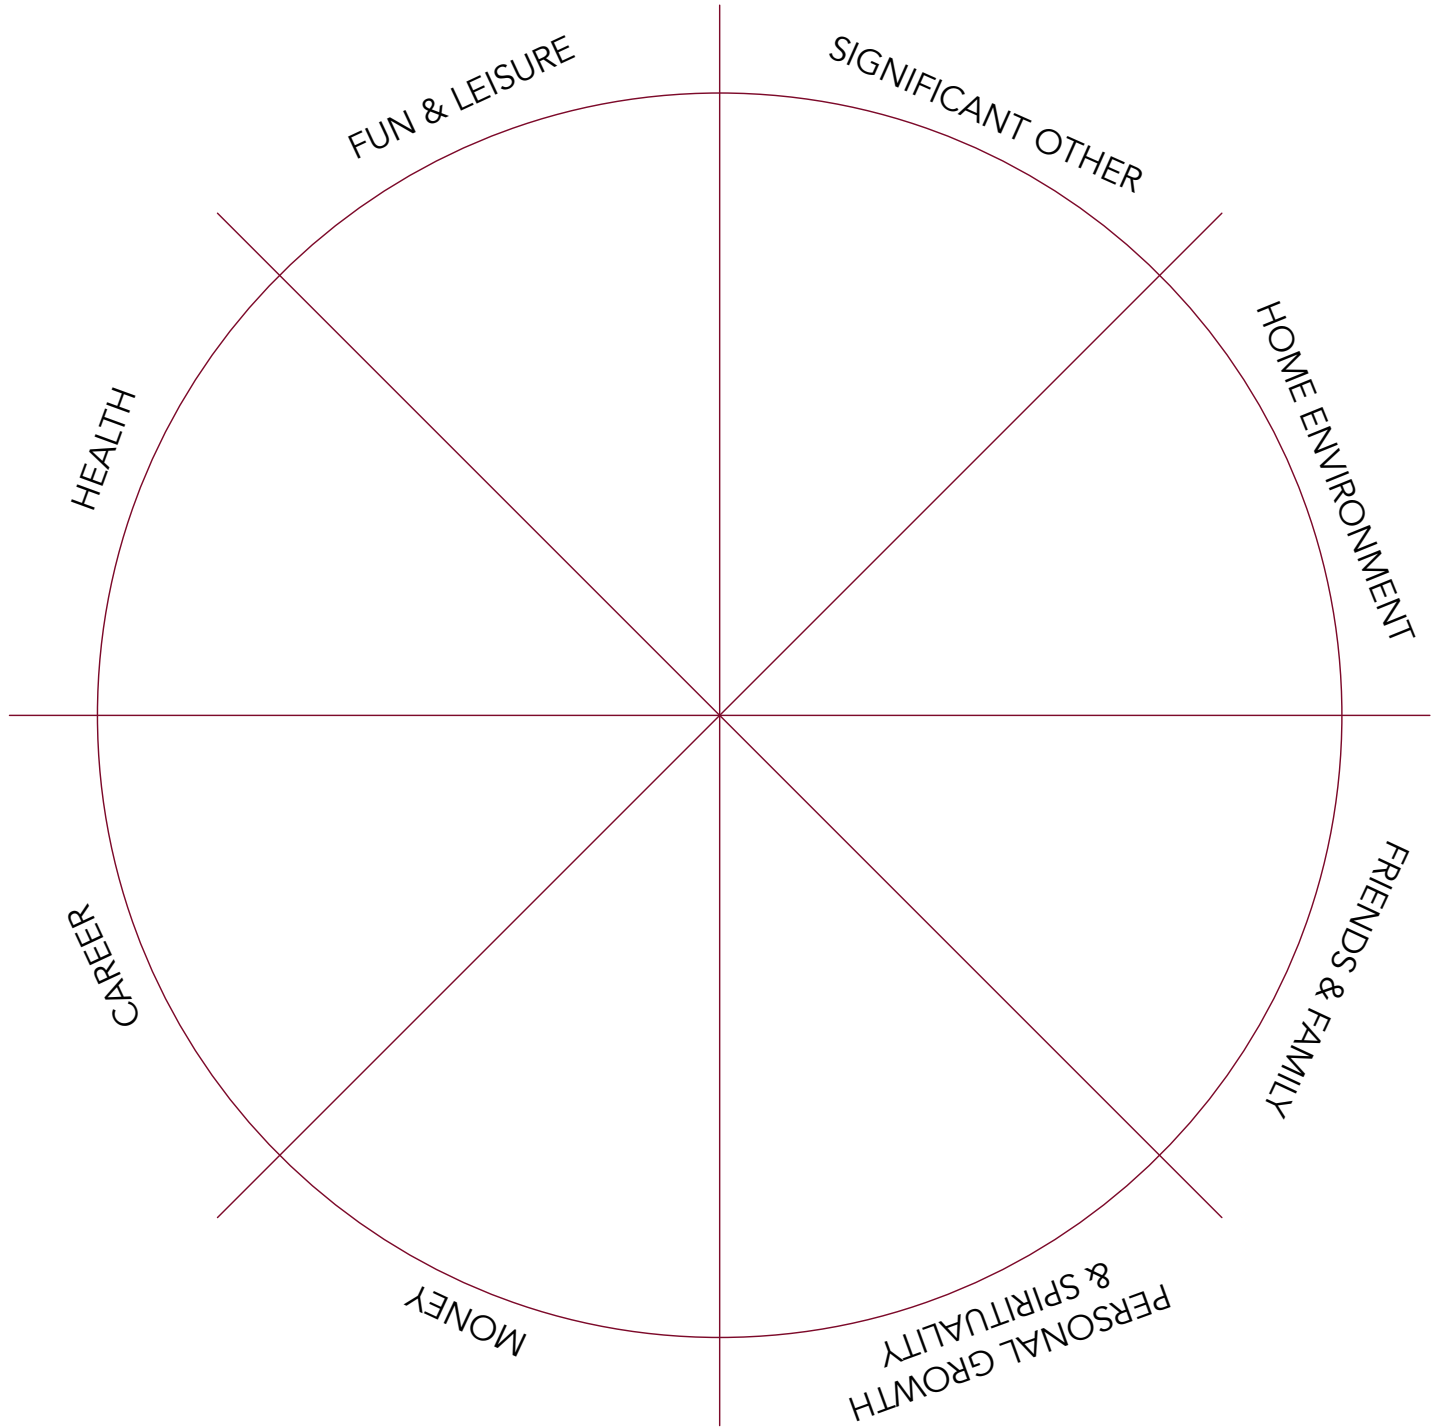 FUN & LEISURE
SIGNIFICANT OTHER
HOME ENVIRONMENT
FRIENDS & FAMILY
PERSONAL GROWTH
& SPIRITUALITY
MONEY
CAREER
HEALTH